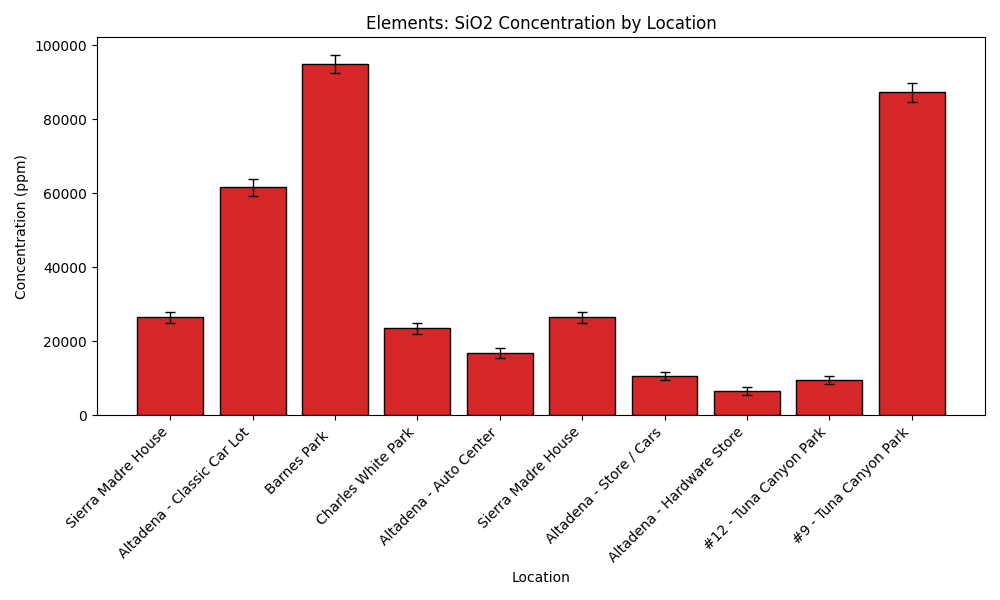 Elements: SiO2 Concentration by Location
Concentration (ppm)
100000
80000
60000
40000
20000
0
Sierra Madre House
Altadena - Classic Car Lot
Barnes Park
Charles White Park
Altadena - Auto Center
Sierra Madre House
Altadena - Store / Cars
Altadena - Hardware Store
#12 - Tuna Canyon Park
#9 - Tuna Canyon Park
Location